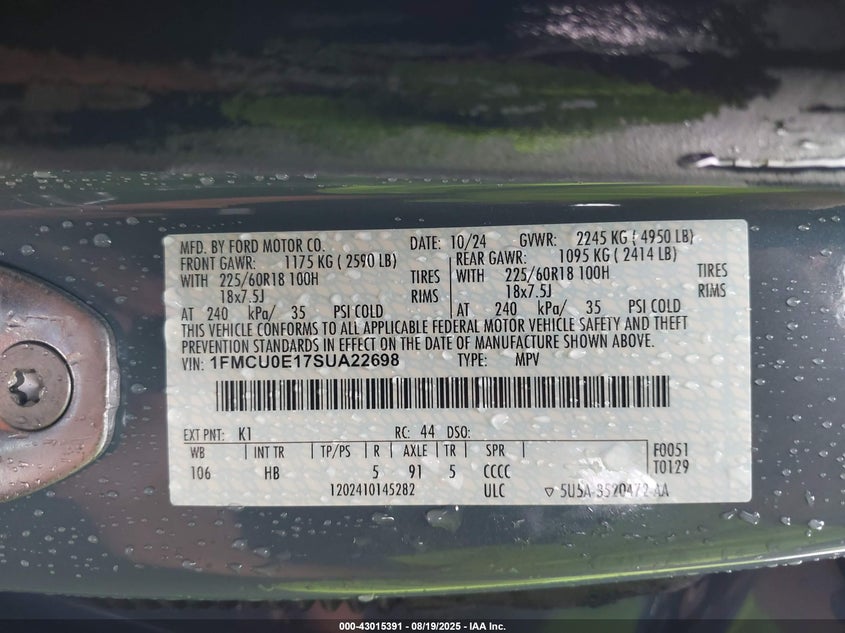 MFD. BY FORD MOTOR CO. DATE: 10/24 GVWR: 2245 KG ( 4950 LB)
FRONT GAWR: 1175 KG ( 2590 LB) REAR GAWR: 1095 KG ( 2414 LB)
WITH 225/60R18 100H TIRES WITH 225/60R18 100H TIRES
18x7.5J RIMS 18x7.5J RIMS
AT 240 kPa/ 35 PSI COLD AT 240 kPa/ 35 PSI COLD
THIS VEHICLE CONFORMS TO ALL APPLICABLE FEDERAL MOTOR VEHICLE SAFETY AND THEFT
PREVENTION STANDARDS IN EFFECT ON THE DATE OF MANUFACTURE SHOWN ABOVE.
VIN: 1FMCU0E17SUA22698 TYPE: MPV
EXT PNT: K1 RC: 44 DSO:
WB INT TR TP/PS R AXLE TR SPR F0051
106 HB 5 91 5 CCCC T0129
1202410145282 ULC ▽ 5U5A-3520472-AA
000-43015391 - 08/19/2025 - IAA Inc.